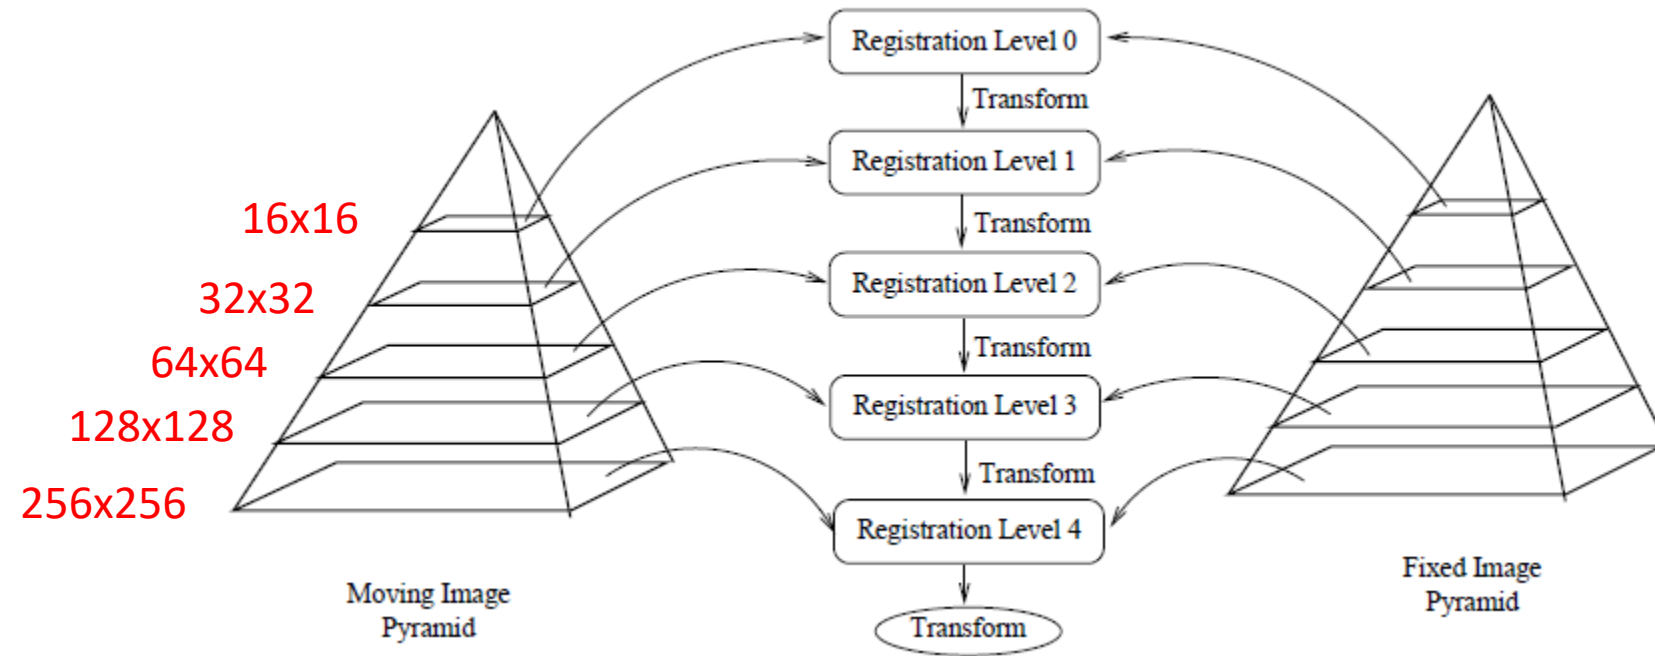 Registration Level 0
Transform
Registration Level 1
16x16
Transform
32x32
Registration Level 2
Transform
64x64
Registration Level 3
128x128
Transform
256x256
Registration Level 4
Moving Image
Pyramid
Fixed Image
Pyramid
Transform